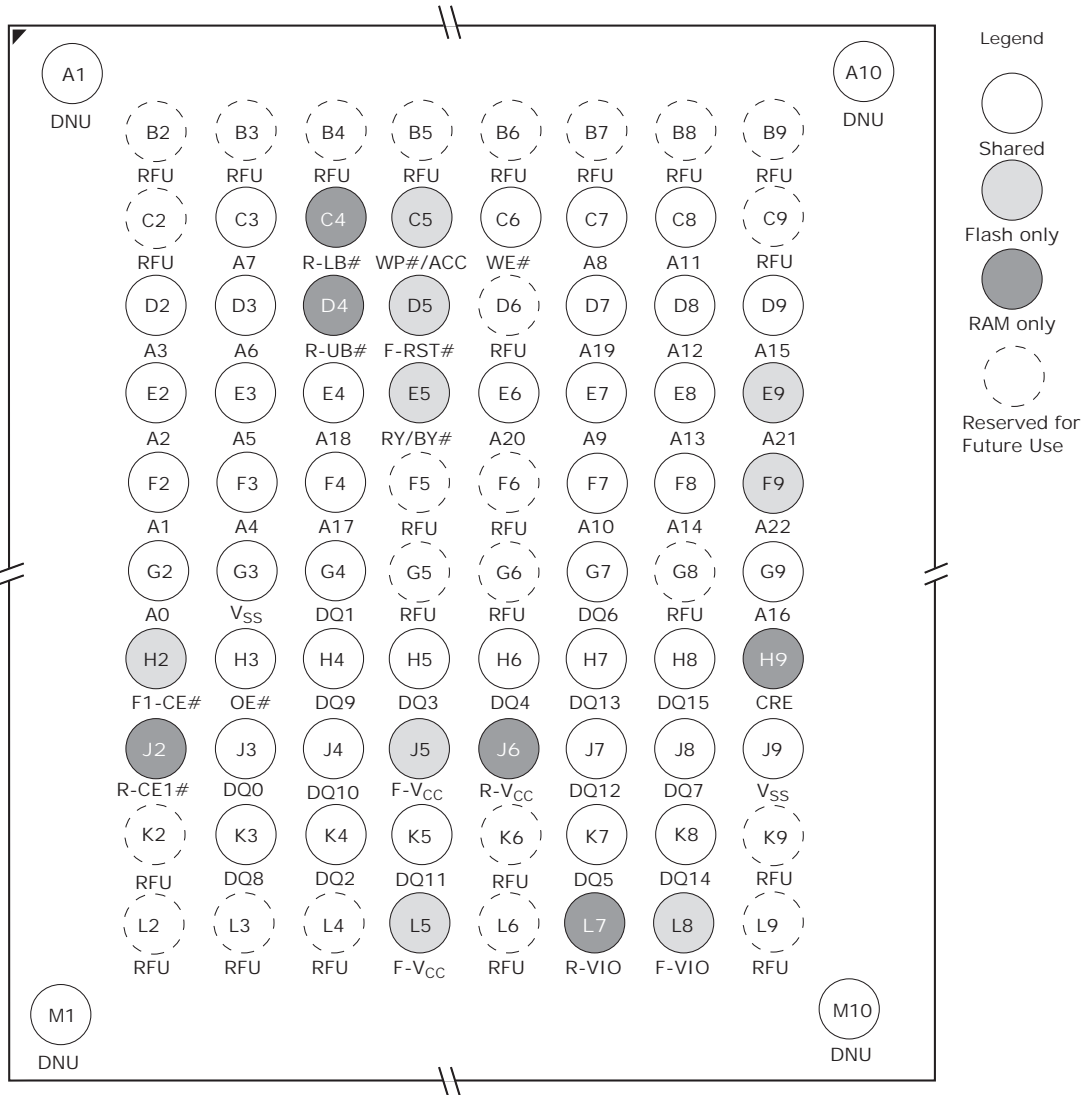 Legend
A1 A10
DNU DNU
Shared
B2 B3 B4 B5 B6 B7 B8 B9
RFU RFU RFU RFU RFU RFU RFU RFU
Flash only
C2 C3 C4 C5 C6 C7 C8 C9
RFU A7 R-LB# WP#/ACC WE# A8 A11 RFU
RAM only
D2 D3 D4 D5 D6 D7 D8 D9
A3 A6 R-UB# F-RST# RFU A19 A12 A15
Reserved for
Future Use
E2 E3 E4 E5 E6 E7 E8 E9
A2 A5 A18 RY/BY# A20 A9 A13 A21
F2 F3 F4 F5 F6 F7 F8 F9
A1 A4 A17 RFU RFU A10 A14 A22
G2 G3 G4 G5 G6 G7 G8 G9
A0 VSS DQ1 RFU RFU DQ6 RFU A16
H2 H3 H4 H5 H6 H7 H8 H9
F1-CE# OE# DQ9 DQ3 DQ4 DQ13 DQ15 CRE
J2 J3 J4 J5 J6 J7 J8 J9
R-CE1# DQ0 DQ10 F-VCC R-VCC DQ12 DQ7 VSS
K2 K3 K4 K5 K6 K7 K8 K9
RFU DQ8 DQ2 DQ11 RFU DQ5 DQ14 RFU
L2 L3 L4 L5 L6 L7 L8 L9
RFU RFU RFU F-VCC RFU R-VIO F-VIO RFU
M1 M10
DNU DNU